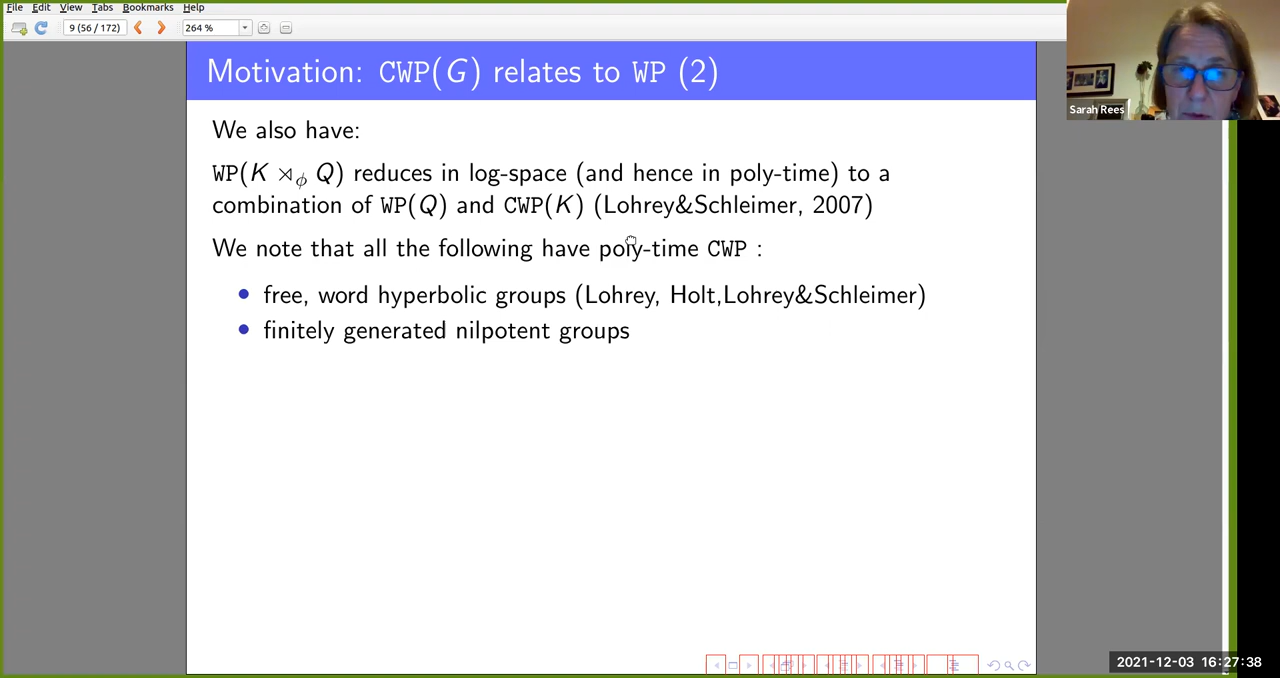 File Edit View Tabs Bookmarks Help
9 (56 / 172) 264 %
Sarah Rees
Motivation: CWP(G) relates to WP (2)
We also have:
WP(K ⋊ϕ Q) reduces in log-space (and hence in poly-time) to a
combination of WP(Q) and CWP(K) (Lohrey&Schleimer, 2007)
We note that all the following have poly-time CWP :
• free, word hyperbolic groups (Lohrey, Holt,Lohrey&Schleimer)
• finitely generated nilpotent groups
2021-12-03 16:27:38